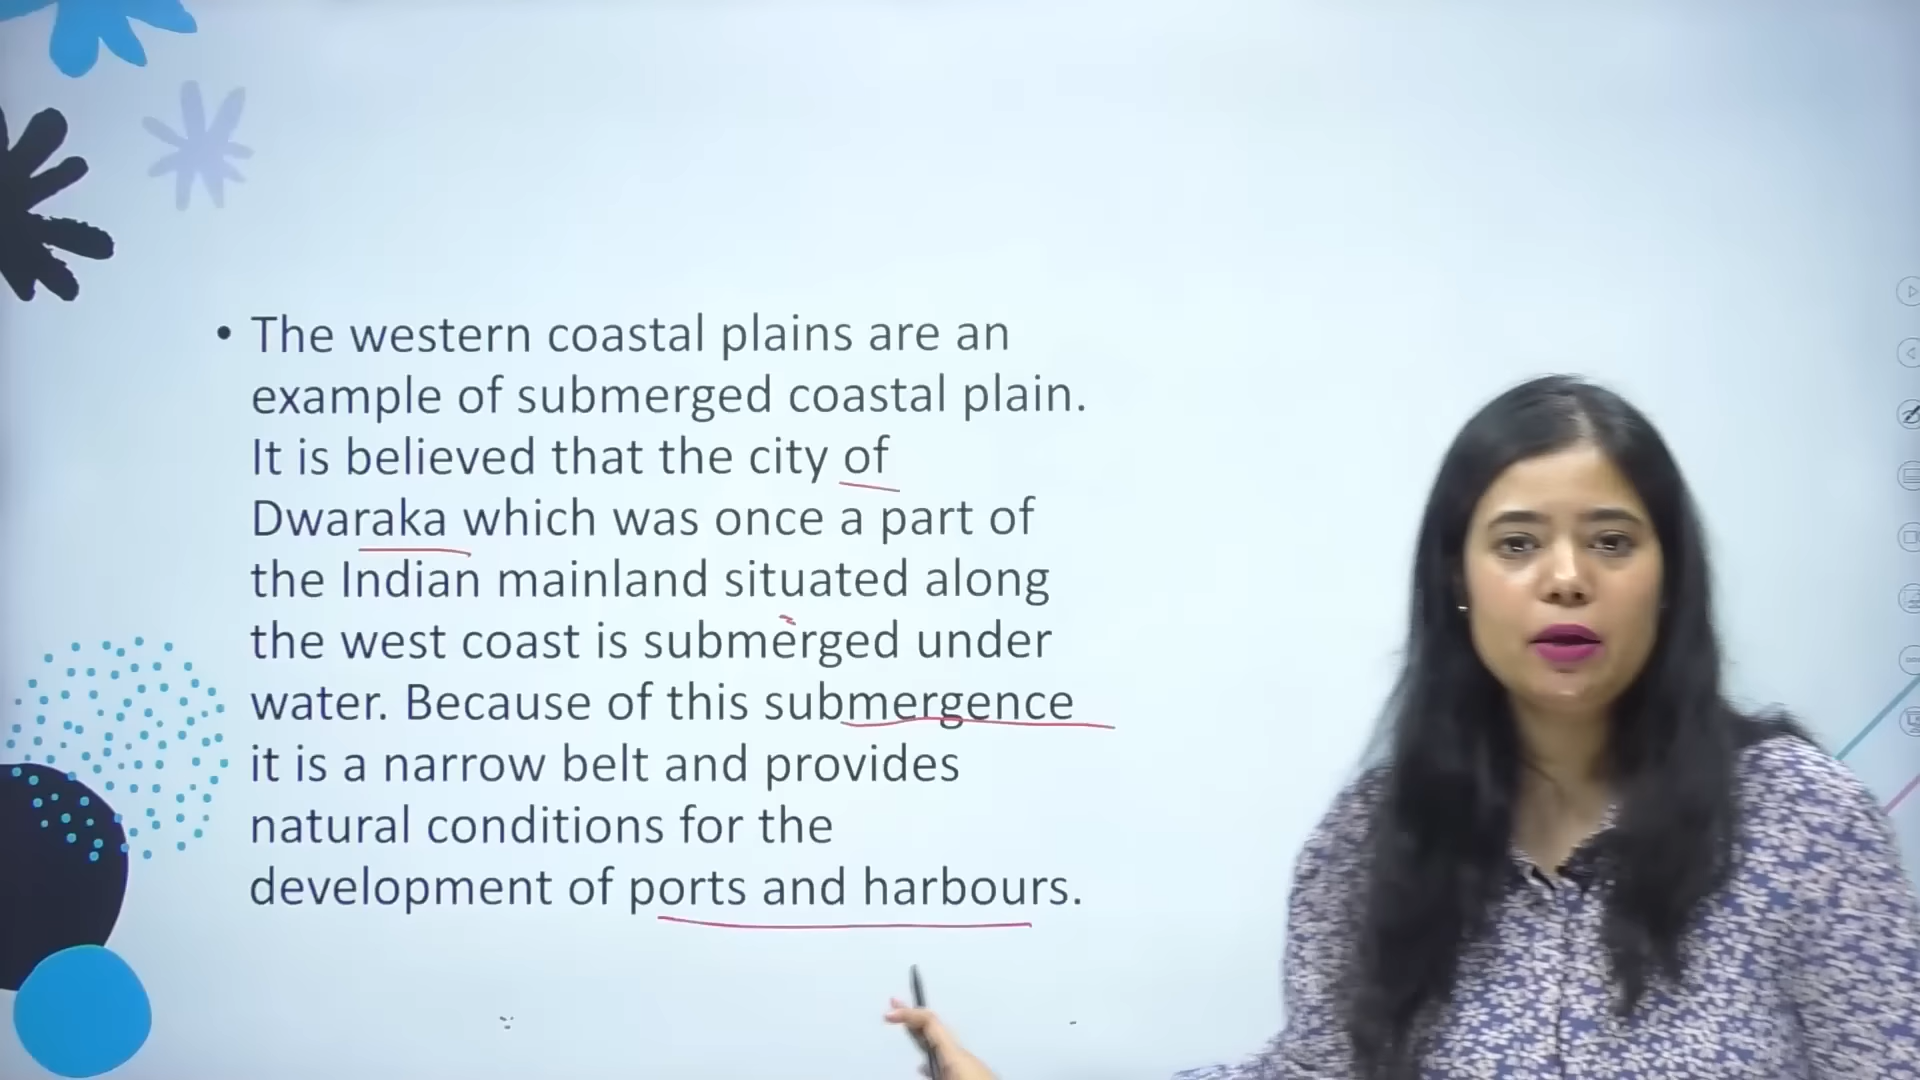 • The western coastal plains are an
example of submerged coastal plain.
It is believed that the city of
Dwaraka which was once a part of
the Indian mainland situated along
the west coast is submerged under
water. Because of this submergence
it is a narrow belt and provides
natural conditions for the
development of ports and harbours.